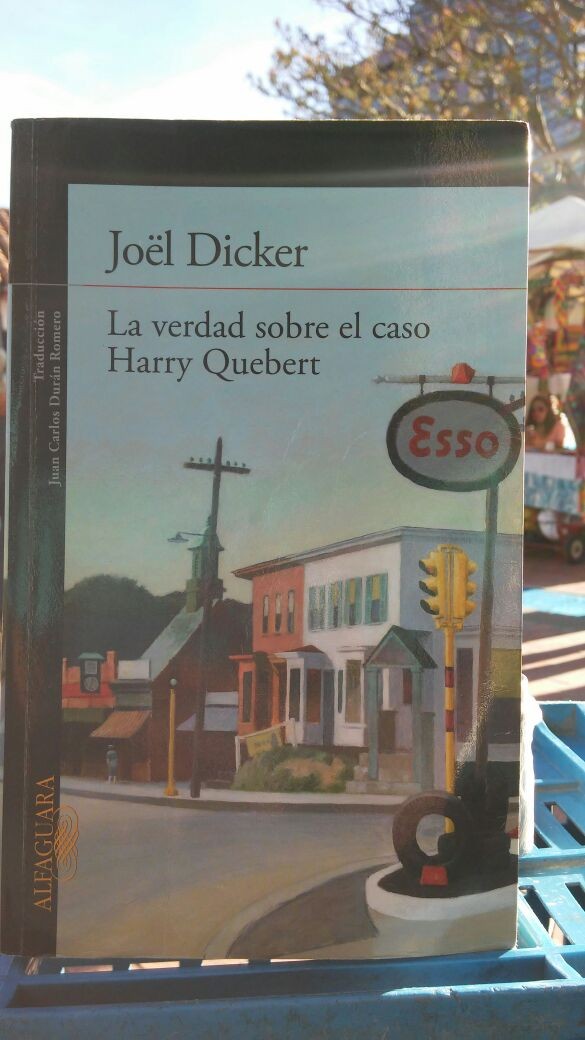 Joël Dicker
La verdad sobre el caso
Harry Quebert
Traducción
Juan Carlos Durán Romero
Esso
ALFAGUARA